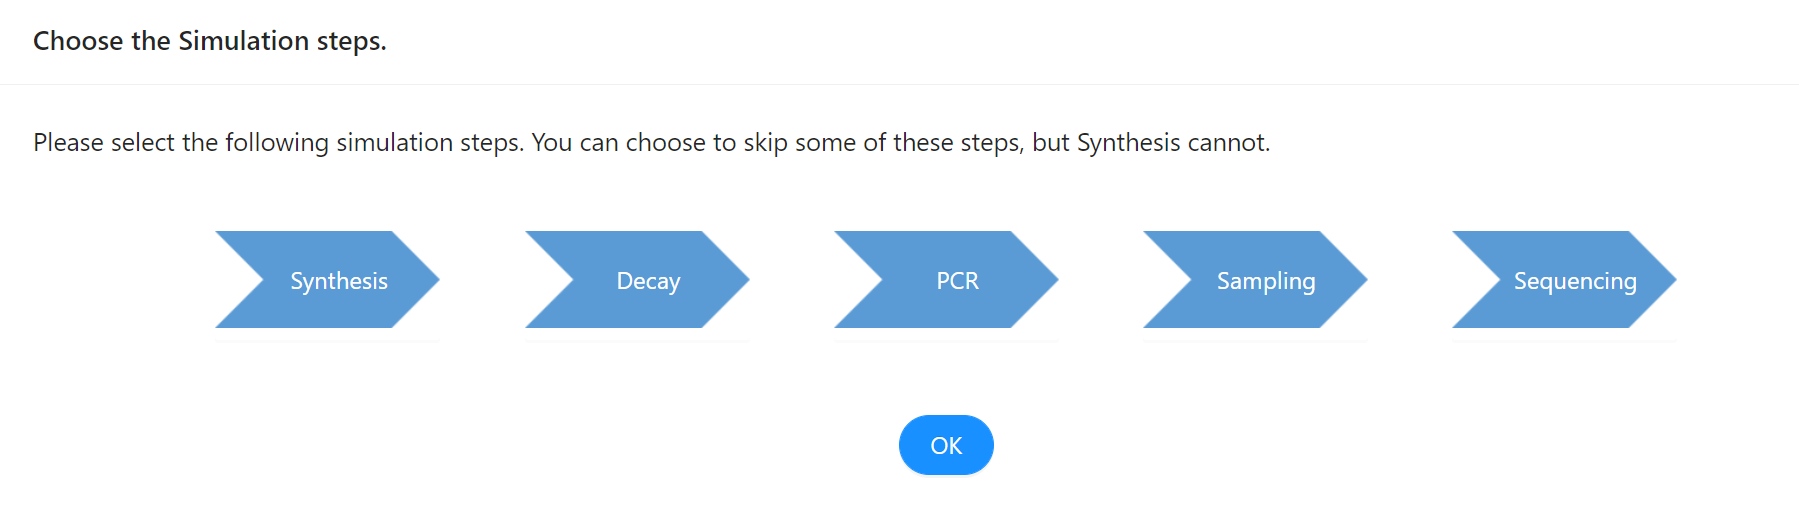 Choose the Simulation steps.
Please select the following simulation steps. You can choose to skip some of these steps, but Synthesis cannot.
Synthesis
Decay
PCR
Sampling
Sequencing
OK